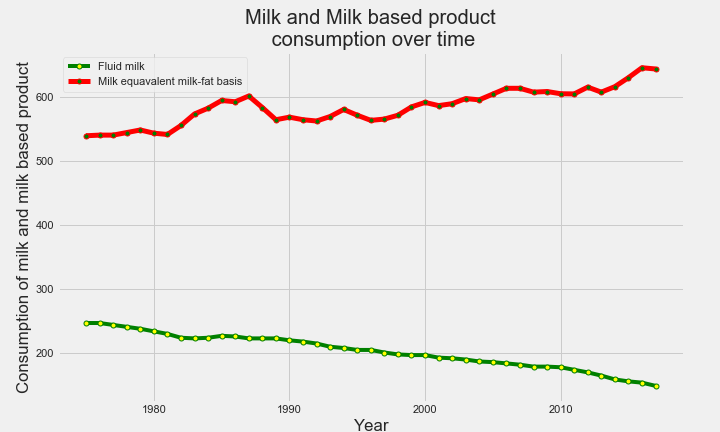 Milk and Milk based product
consumption over time
Fluid milk
Milk equavalent milk-fat basis
Consumption of milk and milk based product
600
500
400
300
200
1980
1990
2000
2010
Year